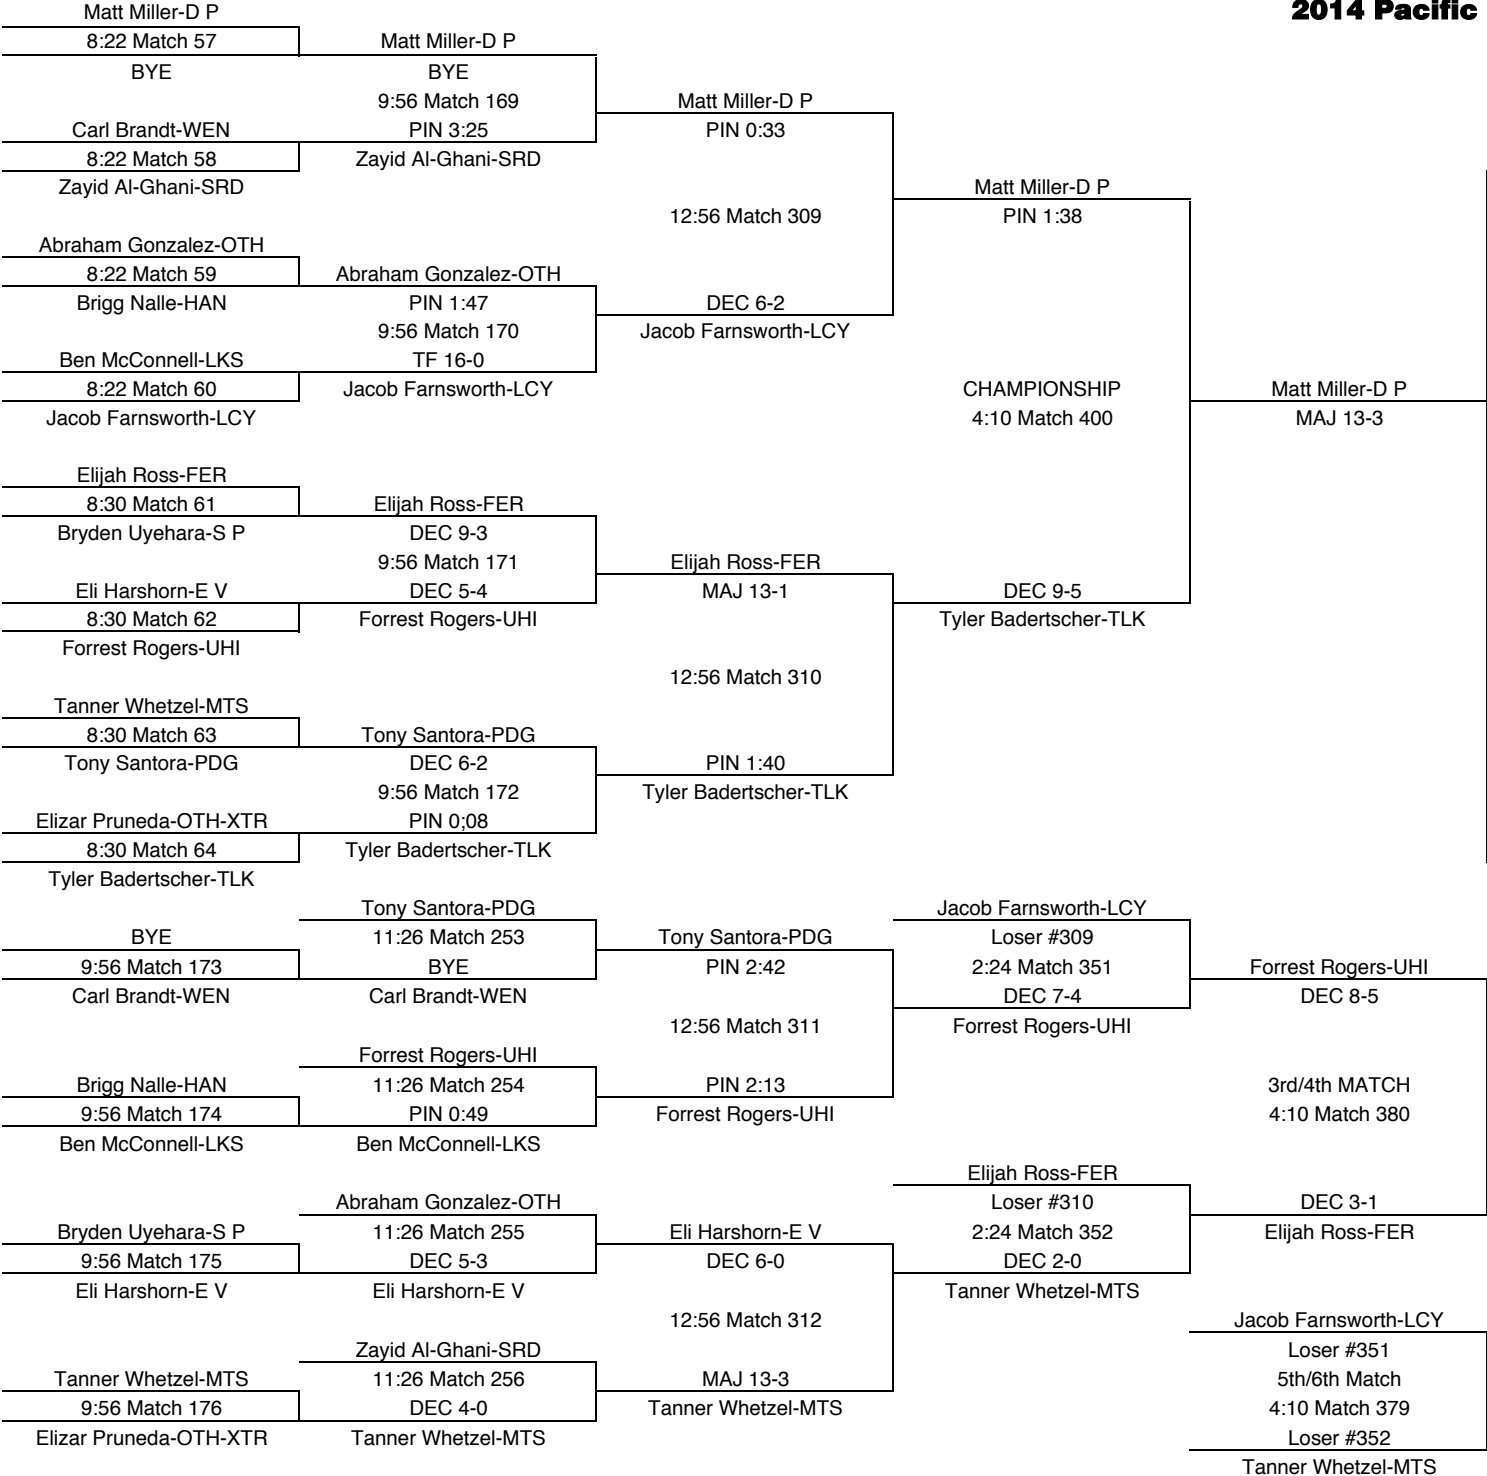 2014 Pacific
Matt Miller-D P
8:22 Match 57
BYE
Carl Brandt-WEN
8:22 Match 58
Zayid Al-Ghani-SRD
Abraham Gonzalez-OTH
8:22 Match 59
Brigg Nalle-HAN
Ben McConnell-LKS
8:22 Match 60
Jacob Farnsworth-LCY
Elijah Ross-FER
8:30 Match 61
Bryden Uyehara-S P
Eli Harshorn-E V
8:30 Match 62
Forrest Rogers-UHI
Tanner Whetzel-MTS
8:30 Match 63
Tony Santora-PDG
Elizar Pruneda-OTH-XTR
8:30 Match 64
Tyler Badertscher-TLK
Matt Miller-D P
BYE
9:56 Match 169
PIN 3:25
Zayid Al-Ghani-SRD
Abraham Gonzalez-OTH
PIN 1:47
9:56 Match 170
TF 16-0
Jacob Farnsworth-LCY
Elijah Ross-FER
DEC 9-3
9:56 Match 171
DEC 5-4
Forrest Rogers-UHI
Tony Santora-PDG
DEC 6-2
9:56 Match 172
PIN 0;08
Tyler Badertscher-TLK
Matt Miller-D P
PIN 0:33
12:56 Match 309
DEC 6-2
Jacob Farnsworth-LCY
Elijah Ross-FER
MAJ 13-1
12:56 Match 310
PIN 1:40
Tyler Badertscher-TLK
Matt Miller-D P
PIN 1:38
CHAMPIONSHIP
4:10 Match 400
DEC 9-5
Tyler Badertscher-TLK
Matt Miller-D P
MAJ 13-3
BYE
9:56 Match 173
Carl Brandt-WEN
Brigg Nalle-HAN
9:56 Match 174
Ben McConnell-LKS
Bryden Uyehara-S P
9:56 Match 175
Eli Harshorn-E V
Tanner Whetzel-MTS
9:56 Match 176
Elizar Pruneda-OTH-XTR
Tony Santora-PDG
11:26 Match 253
BYE
Carl Brandt-WEN
Forrest Rogers-UHI
11:26 Match 254
PIN 0:49
Ben McConnell-LKS
Abraham Gonzalez-OTH
11:26 Match 255
DEC 5-3
Eli Harshorn-E V
Zayid Al-Ghani-SRD
11:26 Match 256
DEC 4-0
Tanner Whetzel-MTS
Tony Santora-PDG
PIN 2:42
12:56 Match 311
PIN 2:13
Forrest Rogers-UHI
Eli Harshorn-E V
DEC 6-0
12:56 Match 312
MAJ 13-3
Tanner Whetzel-MTS
Jacob Farnsworth-LCY
Loser #309
2:24 Match 351
DEC 7-4
Forrest Rogers-UHI
Elijah Ross-FER
Loser #310
2:24 Match 352
DEC 2-0
Tanner Whetzel-MTS
Forrest Rogers-UHI
DEC 8-5
3rd/4th MATCH
4:10 Match 380
DEC 3-1
Elijah Ross-FER
Jacob Farnsworth-LCY
Loser #351
5th/6th Match
4:10 Match 379
Loser #352
Tanner Whetzel-MTS